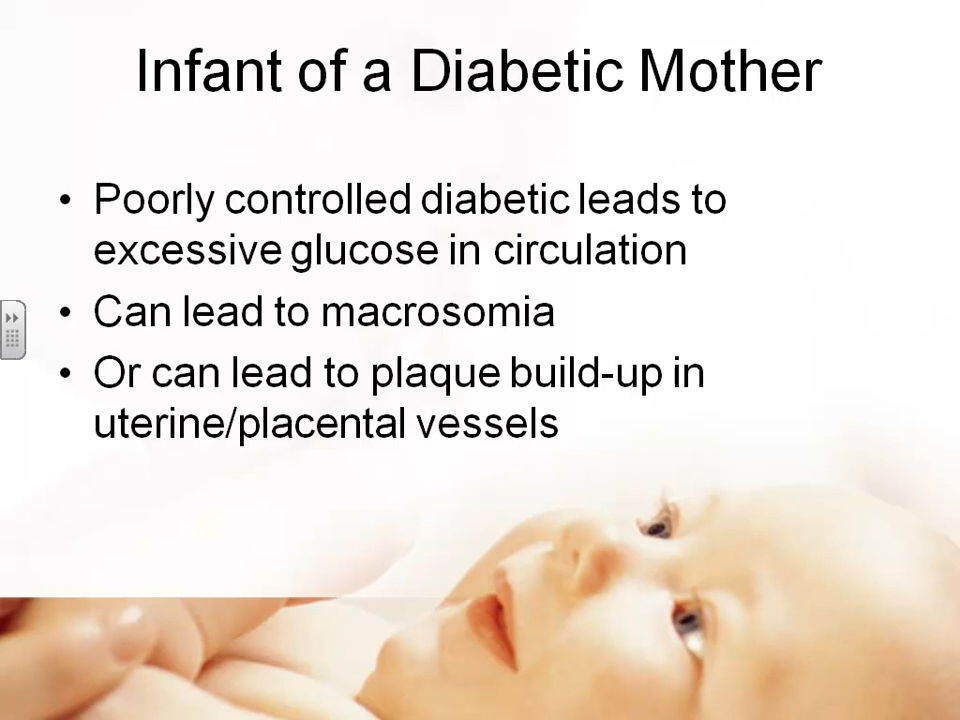 Infant of a Diabetic Mother
• Poorly controlled diabetic leads to
excessive glucose in circulation
• Can lead to macrosomia
• Or can lead to plaque build-up in
uterine/placental vessels